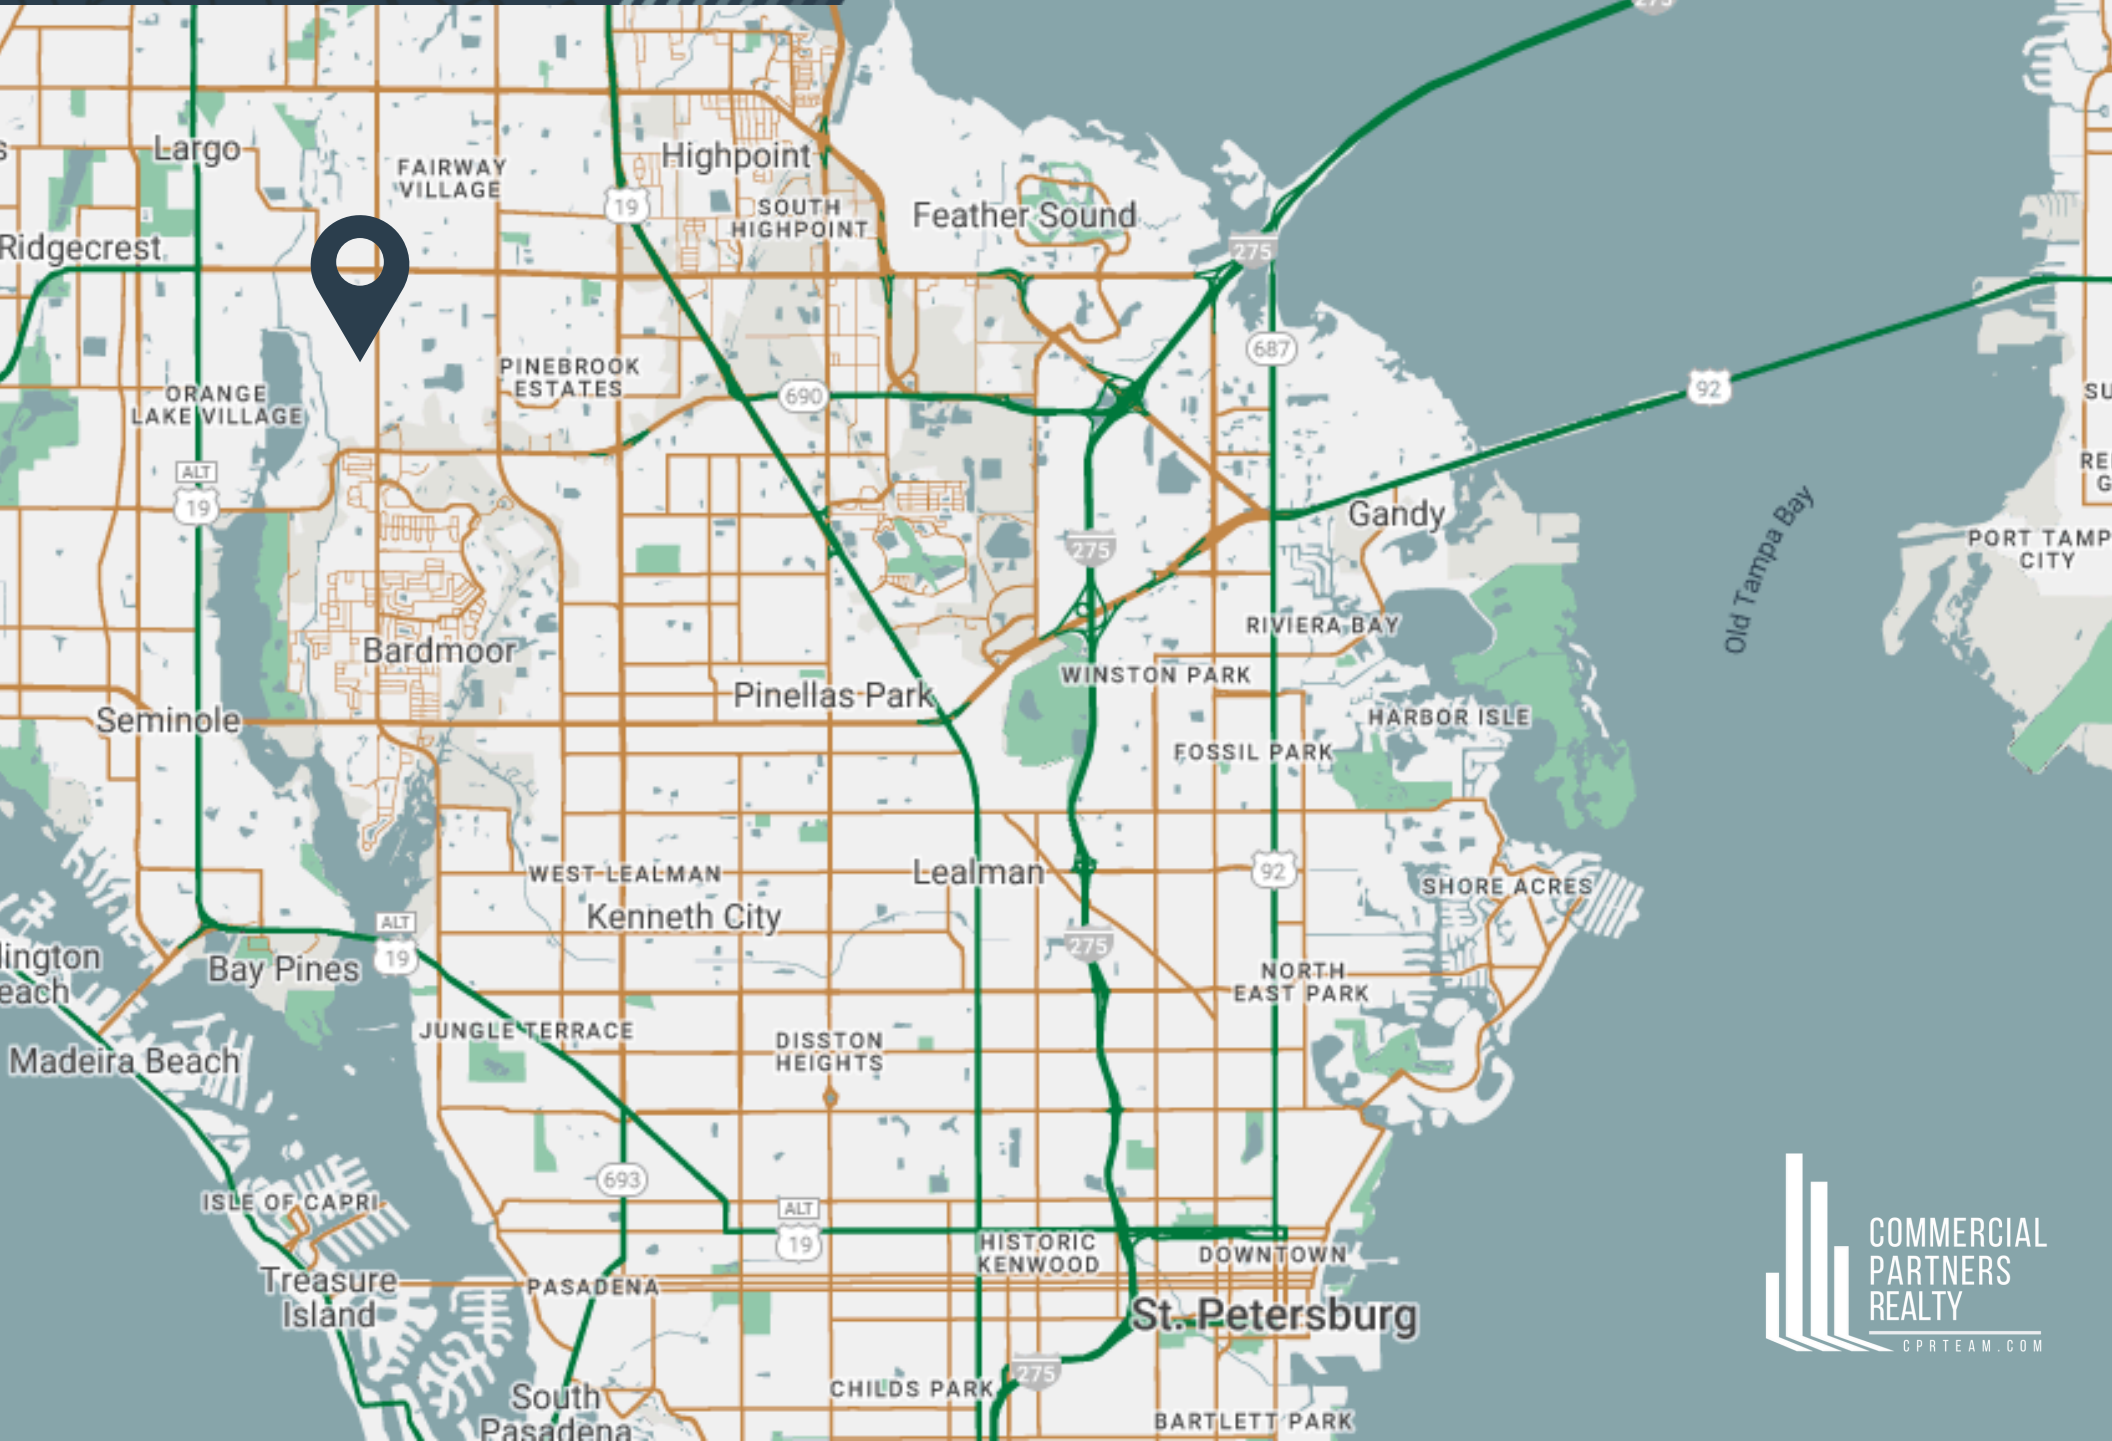 275
Largo
FAIRWAY
VILLAGE
Highpoint
19
SOUTH
HIGHPOINT
Feather Sound
Ridgecrest
275
687
PINEBROOK
ESTATES
690
92
ORANGE
LAKE VILLAGE
ALT
19
275
Gandy
Old Tampa Bay
PORT TAMP
CITY
RIVIERA BAY
Bardmoor
WINSTON PARK
Pinellas Park
Seminole
HARBOR ISLE
FOSSIL PARK
WEST LEALMAN
Lealman
92
SHORE ACRES
Kenneth City
ALT
19
275
lington
each
Bay Pines
NORTH
EAST PARK
JUNGLE TERRACE
DISSTON
HEIGHTS
Madeira Beach
693
ISLE OF CAPRI
ALT
19
HISTORIC
KENWOOD
DOWNTOWN
Treasure
Island
PASADENA
St. Petersburg
275
South
Pasadena
CHILDS PARK
BARTLETT PARK
COMMERCIAL
PARTNERS
REALTY
CPRTEAM.COM